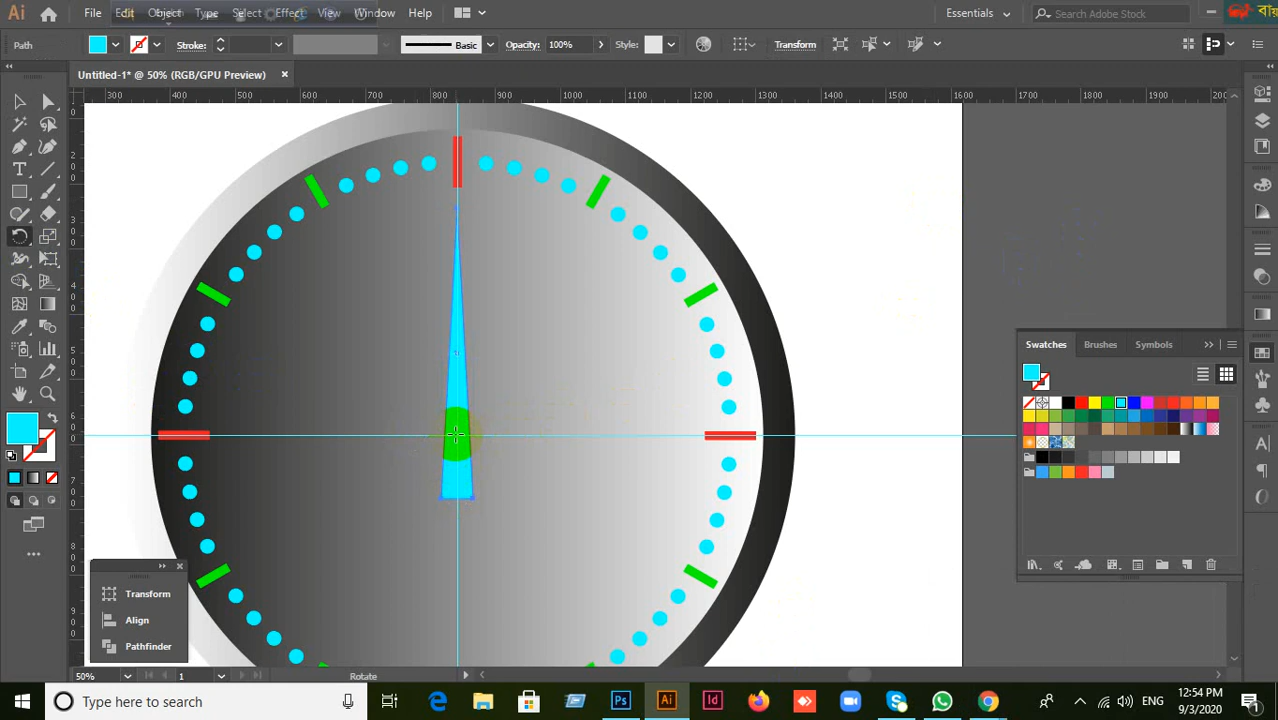 Ai File Edit Object Type Select Effect View Window Help Essentials Search Adobe Stock বায়
Path Stroke: Basic Opacity: 100% Style: Transform
Untitled-1* @ 50% (RGB/GPU Preview)
300 400 500 600 700 800 900 1000 1100 1200 1300 1400 1500 1600 1700 1800 1900
Swatches Brushes Symbols
Transform
Align
Pathfinder
50% 1 Rotate
Type here to search
Ps Ai Id
ENG 12:54 PM
9/3/2020